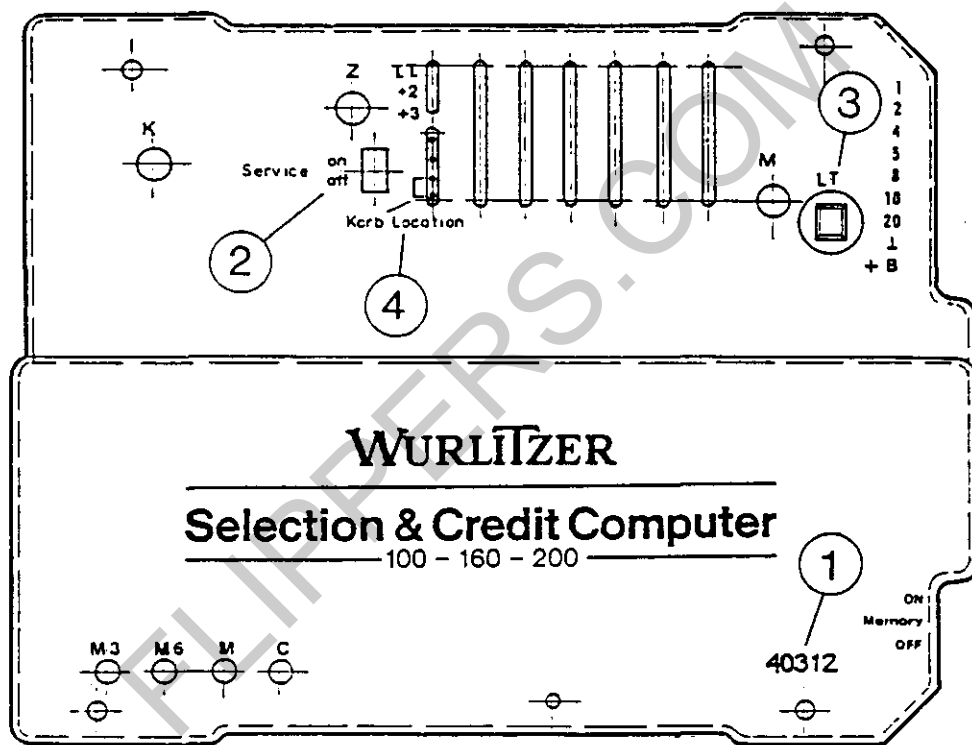 Z
LL
+2
+3
K
Service
on
off
Kerb Location
M
3
LT
1
2
4
5
8
10
20
⊥
+ B
2
4
WURLITZER
Selection & Credit Computer
100 - 160 - 200
1
ON
Memory
OFF
M3 M6 M C
40312
FLIPPERS.COM